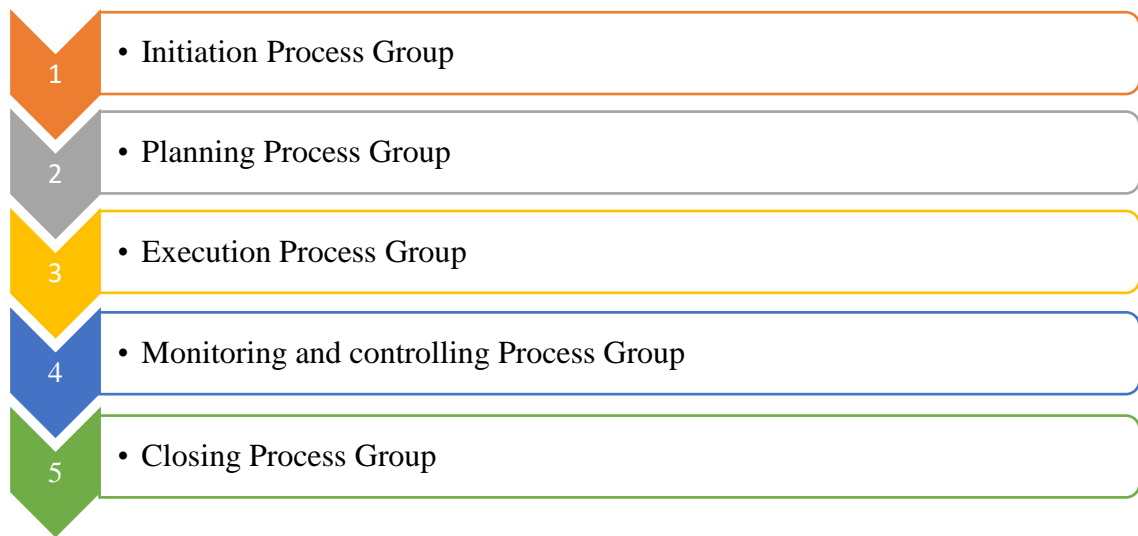 1
• Initiation Process Group
2
• Planning Process Group
3
• Execution Process Group
4
• Monitoring and controlling Process Group
5
• Closing Process Group